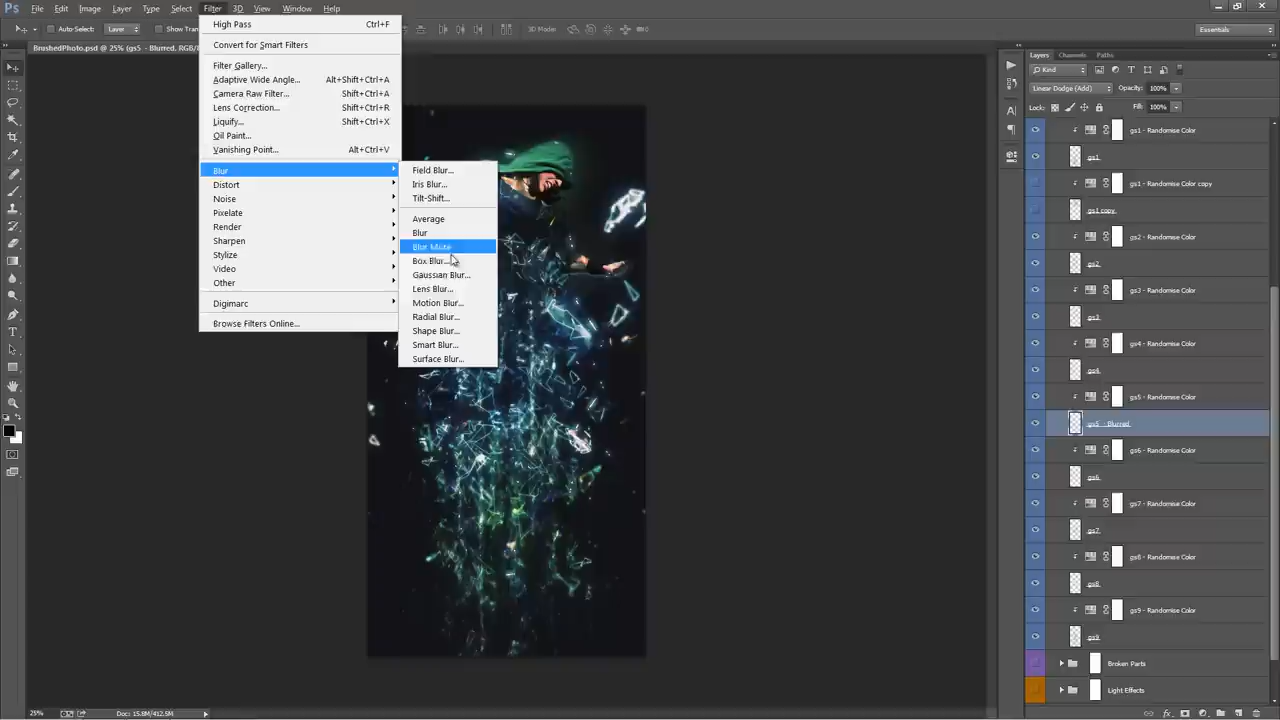 Ps File Edit Image Layer Type Select Filter 3D View Window Help
Auto-Select: Layer Show Tran 3D Mode: Essentials
BrushedPhoto.psd @ 25% (gs5 - Blurred, RGB/
High Pass Ctrl+F
Convert for Smart Filters
Filter Gallery...
Adaptive Wide Angle... Alt+Shift+Ctrl+A
Camera Raw Filter... Shift+Ctrl+A
Lens Correction... Shift+Ctrl+R
Liquify... Shift+Ctrl+X
Oil Paint...
Vanishing Point... Alt+Ctrl+V
Blur
Distort
Noise
Pixelate
Render
Sharpen
Stylize
Video
Other
Digimarc
Browse Filters Online...
Field Blur...
Iris Blur...
Tilt-Shift...
Average
Blur
Blur More
Box Blur...
Gaussian Blur...
Lens Blur...
Motion Blur...
Radial Blur...
Shape Blur...
Smart Blur...
Surface Blur...
Layers Channels Paths
Kind
Linear Dodge (Add) Opacity: 100%
Lock: Fill: 100%
gs1 - Randomise Color
gs1
gs1 - Randomise Color copy
gs1 copy
gs2 - Randomise Color
gs2
gs3 - Randomise Color
gs3
gs4 - Randomise Color
gs4
gs5 - Randomise Color
gs5 - Blurred
gs6 - Randomise Color
gs6
gs7 - Randomise Color
gs7
gs8 - Randomise Color
gs8
gs9 - Randomise Color
gs9
Broken Parts
Light Effects
25% Doc: 15.8M/412.5M